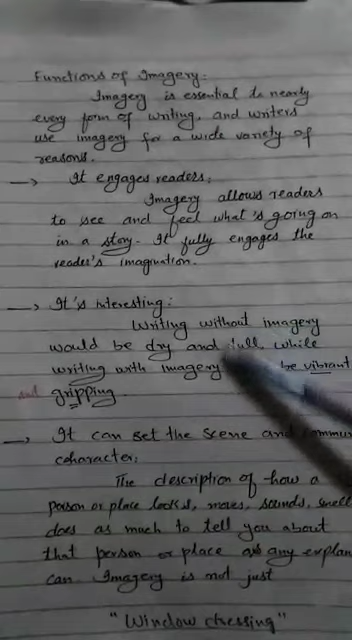 Functions of Imagery:
Imagery is essential to nearly
every form of writing, and writers
use imagery for a wide variety of
reasons.
→ It engages readers:
Imagery allows readers
to see and feel what's going on
in a story. It fully engages the
reader's imagination.
→ It's interesting:
Writing without imagery
would be dry and dull, while
writing with imagery be vibrant
and gripping.
→ It can set the scene and commun
coharacter:
The description of how a
person or place looks, moves, sounds, smell
does as much to tell you about
that person or place as any explan
can. Imagery is not just
"Window dressing"